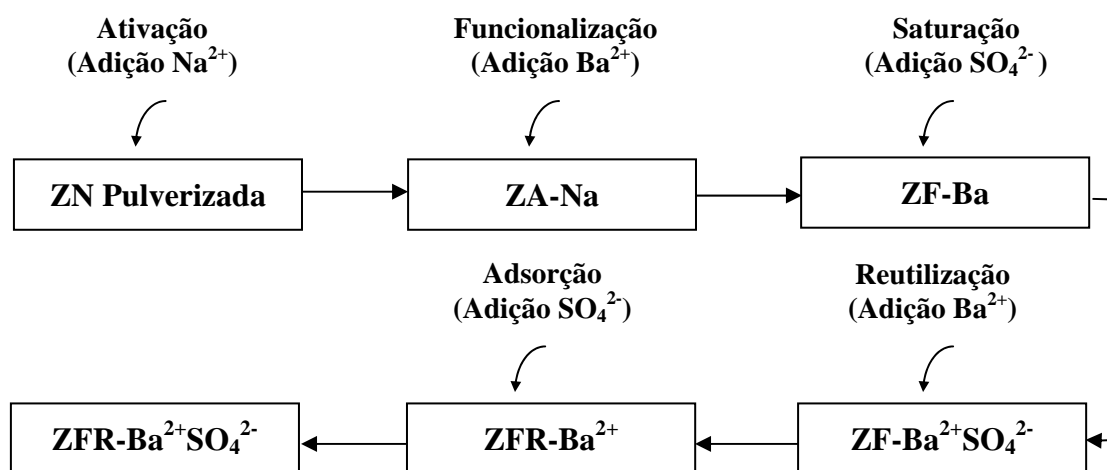 Ativação
(Adição Na²⁺)
Funcionalização
(Adição Ba²⁺)
Saturação
(Adição SO₄²⁻ )
ZN Pulverizada
ZA-Na
ZF-Ba
Adsorção
(Adição SO₄²⁻)
Reutilização
(Adição Ba²⁺)
ZFR-Ba²⁺SO₄²⁻
ZFR-Ba²⁺
ZF-Ba²⁺SO₄²⁻